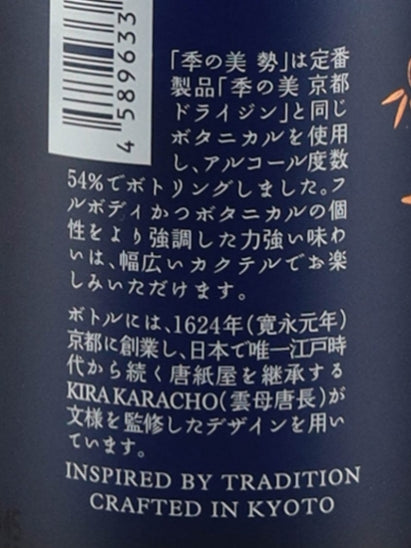 4 589633
「季の美 勢」は定番
製品「季の美 京都
ドライジン」と同じ
ボタニカルを使用
し、アルコール度数
54%でボトリングしました。フ
ルボディかつボタニカルの個
性をより強調した力強い味わ
いは、幅広いカクテルでお楽
しみいただけます。
ボトルには、1624年(寛永元年)
京都に創業し、日本で唯一江戸時
代から続く唐紙屋を継承する
KIRA KARACHO(雲母唐長)が
文様を監修したデザインを用い
ています。
INSPIRED BY TRADITION
CRAFTED IN KYOTO